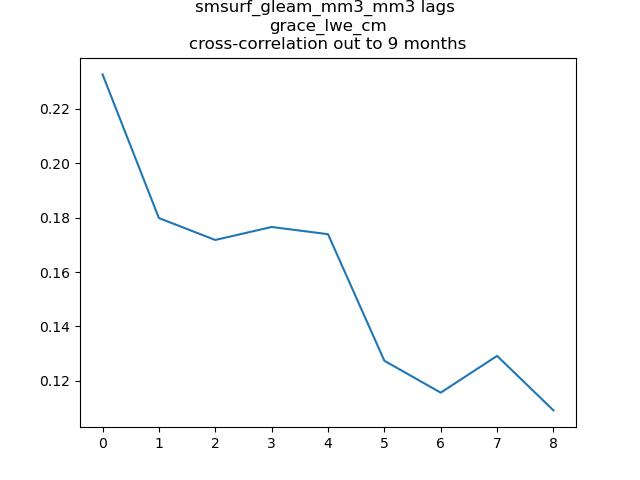 smsurf_gleam_mm3_mm3 lags
grace_lwe_cm
cross-correlation out to 9 months
0.22
0.20
0.18
0.16
0.14
0.12
0 1 2 3 4 5 6 7 8